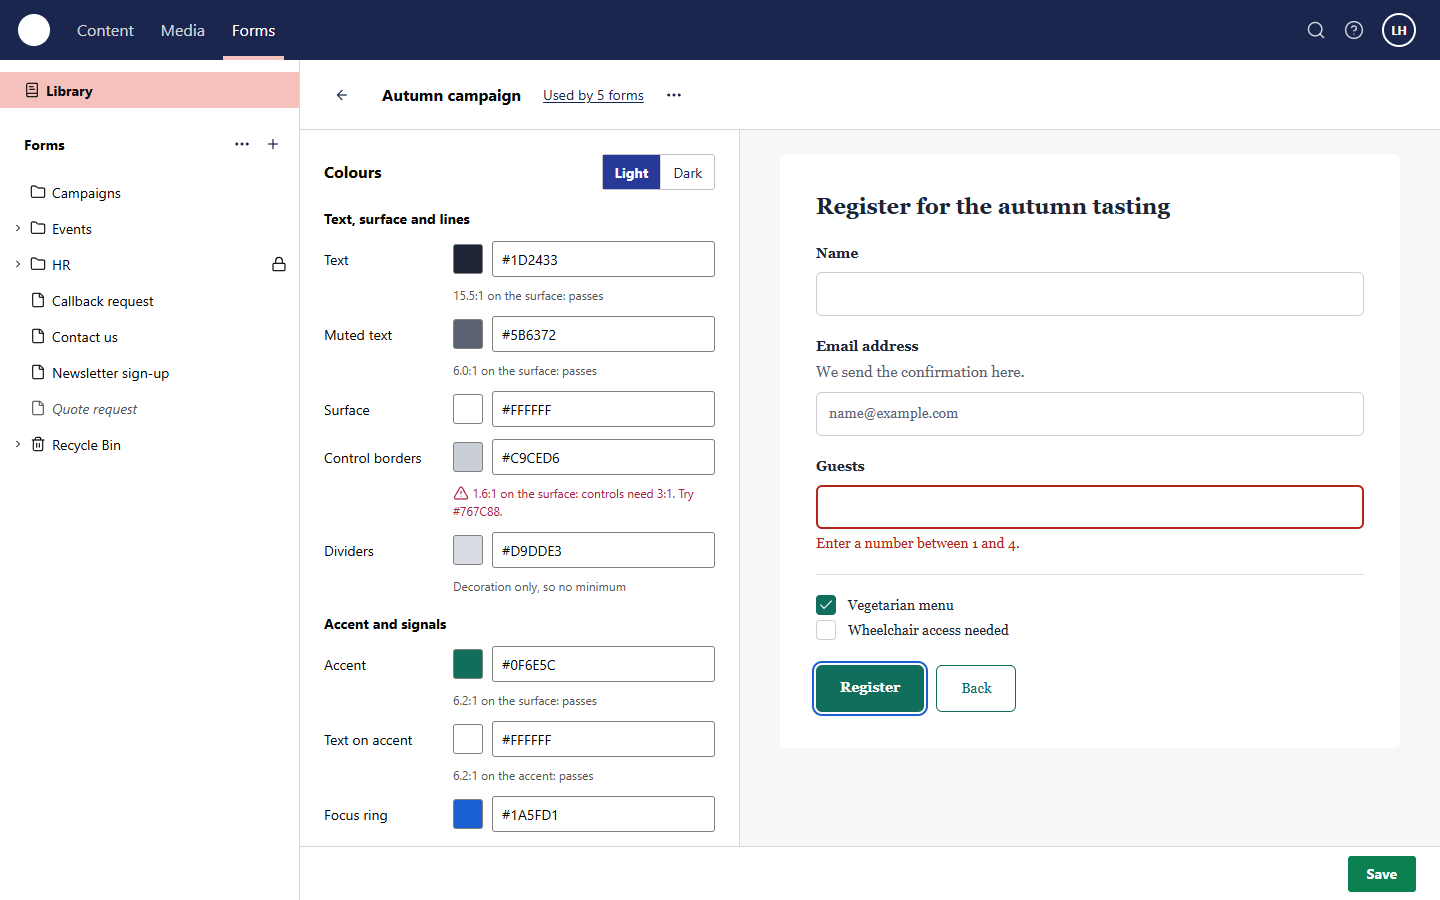 Content
Media
Forms
LH
Library
Autumn campaign
Used by 5 forms
Forms
Campaigns
Events
HR
Callback request
Contact us
Newsletter sign-up
Quote request
Recycle Bin
Colours
Light
Dark
Text, surface and lines
Text
#1D2433
15.5:1 on the surface: passes
Muted text
#5B6372
6.0:1 on the surface: passes
Surface
#FFFFFF
Control borders
#C9CED6
1.6:1 on the surface: controls need 3:1. Try
#767C88.
Dividers
#D9DDE3
Decoration only, so no minimum
Accent and signals
Accent
#0F6E5C
6.2:1 on the surface: passes
Text on accent
#FFFFFF
6.2:1 on the accent: passes
Focus ring
#1A5FD1
Register for the autumn tasting
Name
Email address
We send the confirmation here.
name@example.com
Guests
Enter a number between 1 and 4.
Vegetarian menu
Wheelchair access needed
Register
Back
Save